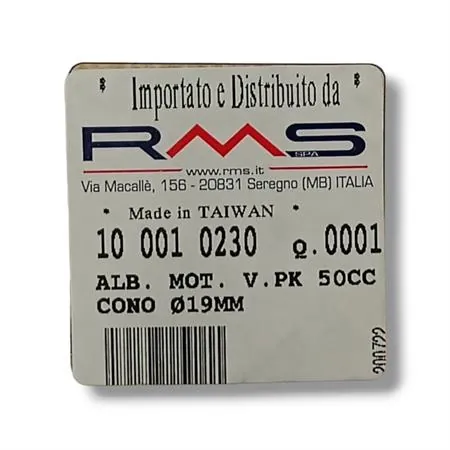 * Importato e Distribuito da *
RMS
SPA
www.rms.it
Via Macallè, 156 - 20831 Seregno (MB) ITALIA
* Made in TAIWAN *
10 001 0230 Q.0001
ALB. MOT. V.PK 50CC
CONO Ø19MM
200722